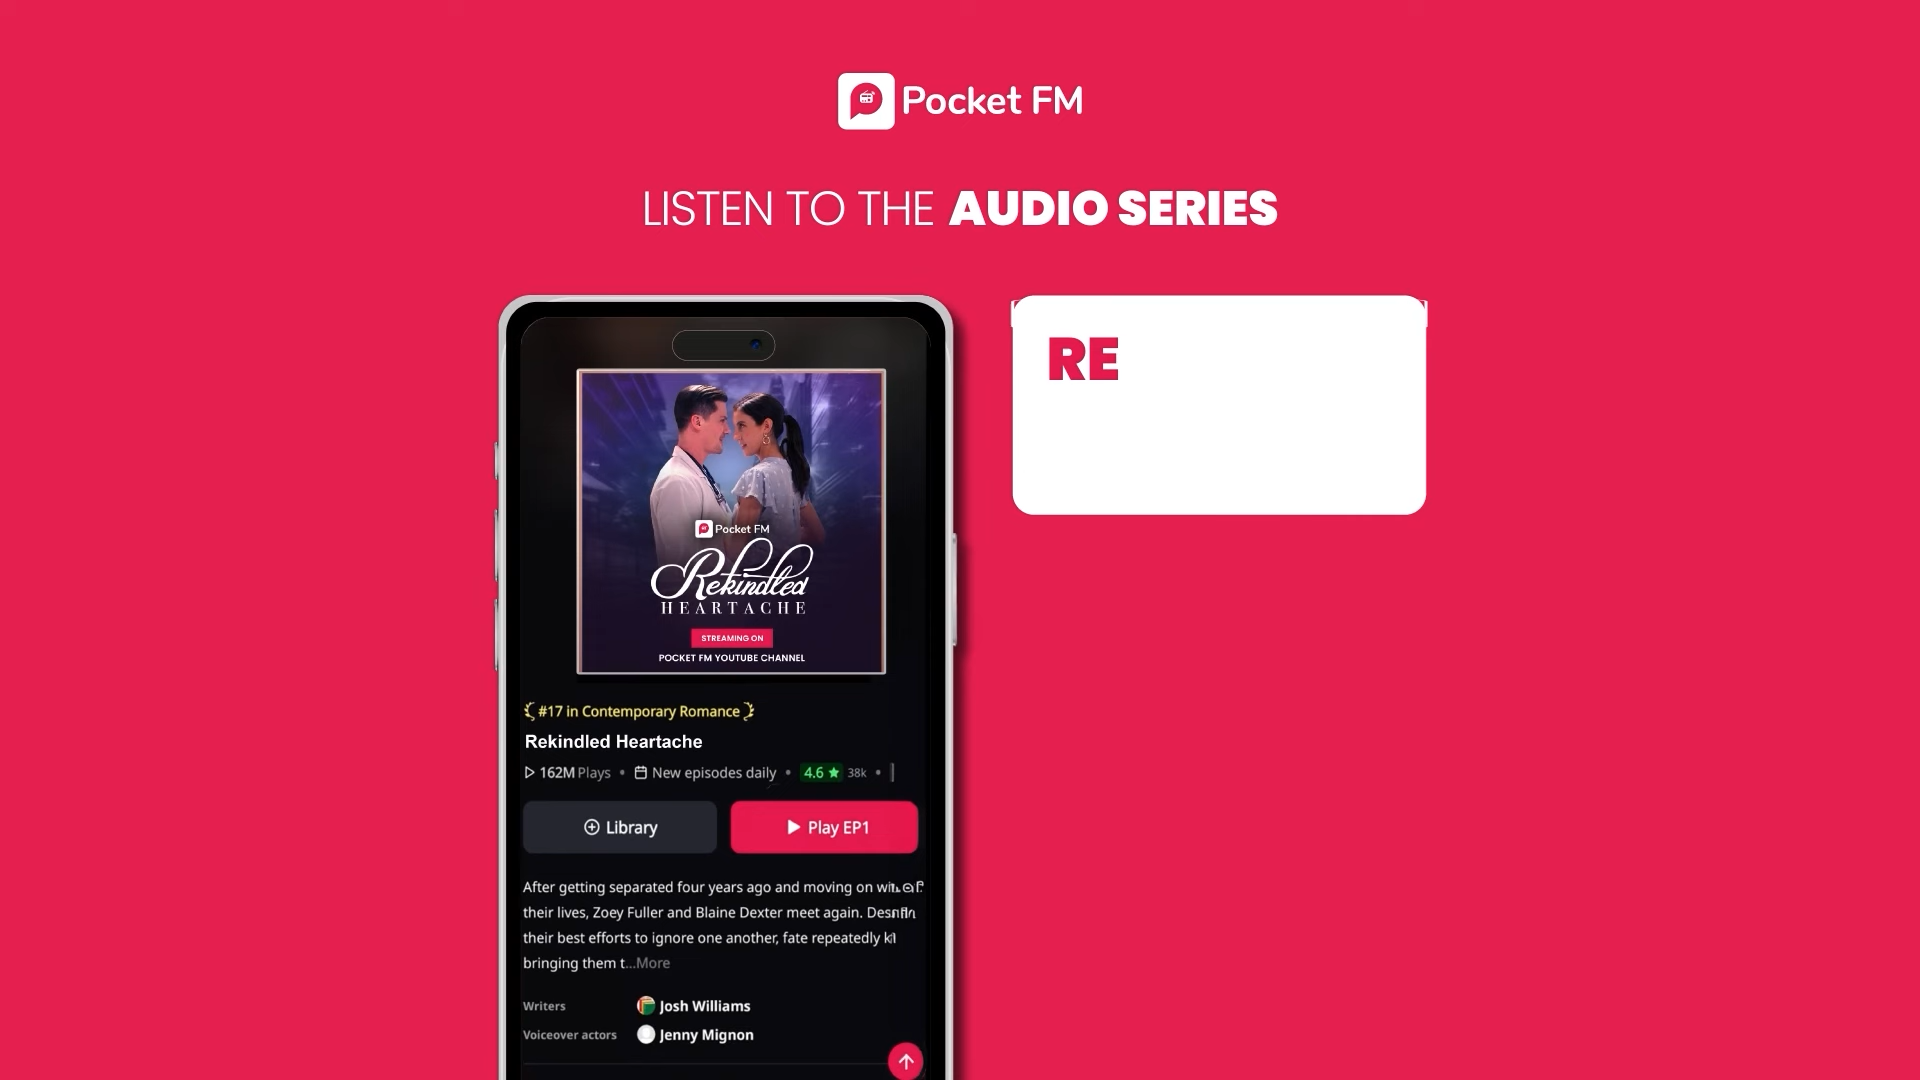 Pocket FM
LISTEN TO THE AUDIO SERIES
RE
Pocket FM
Rekindled
HEARTACHE
STREAMING ON
POCKET FM YOUTUBE CHANNEL
#17 in Contemporary Romance
Rekindled Heartache
162M Plays • New episodes daily • 4.6 ★ 38k •
Library
Play EP1
After getting separated four years ago and moving on
their lives, Zoey Fuller and Blaine Dexter meet again.
their best efforts to ignore one another, fate repeatedly
bringing them t...More
Writers Josh Williams
Voiceover actors Jenny Mignon